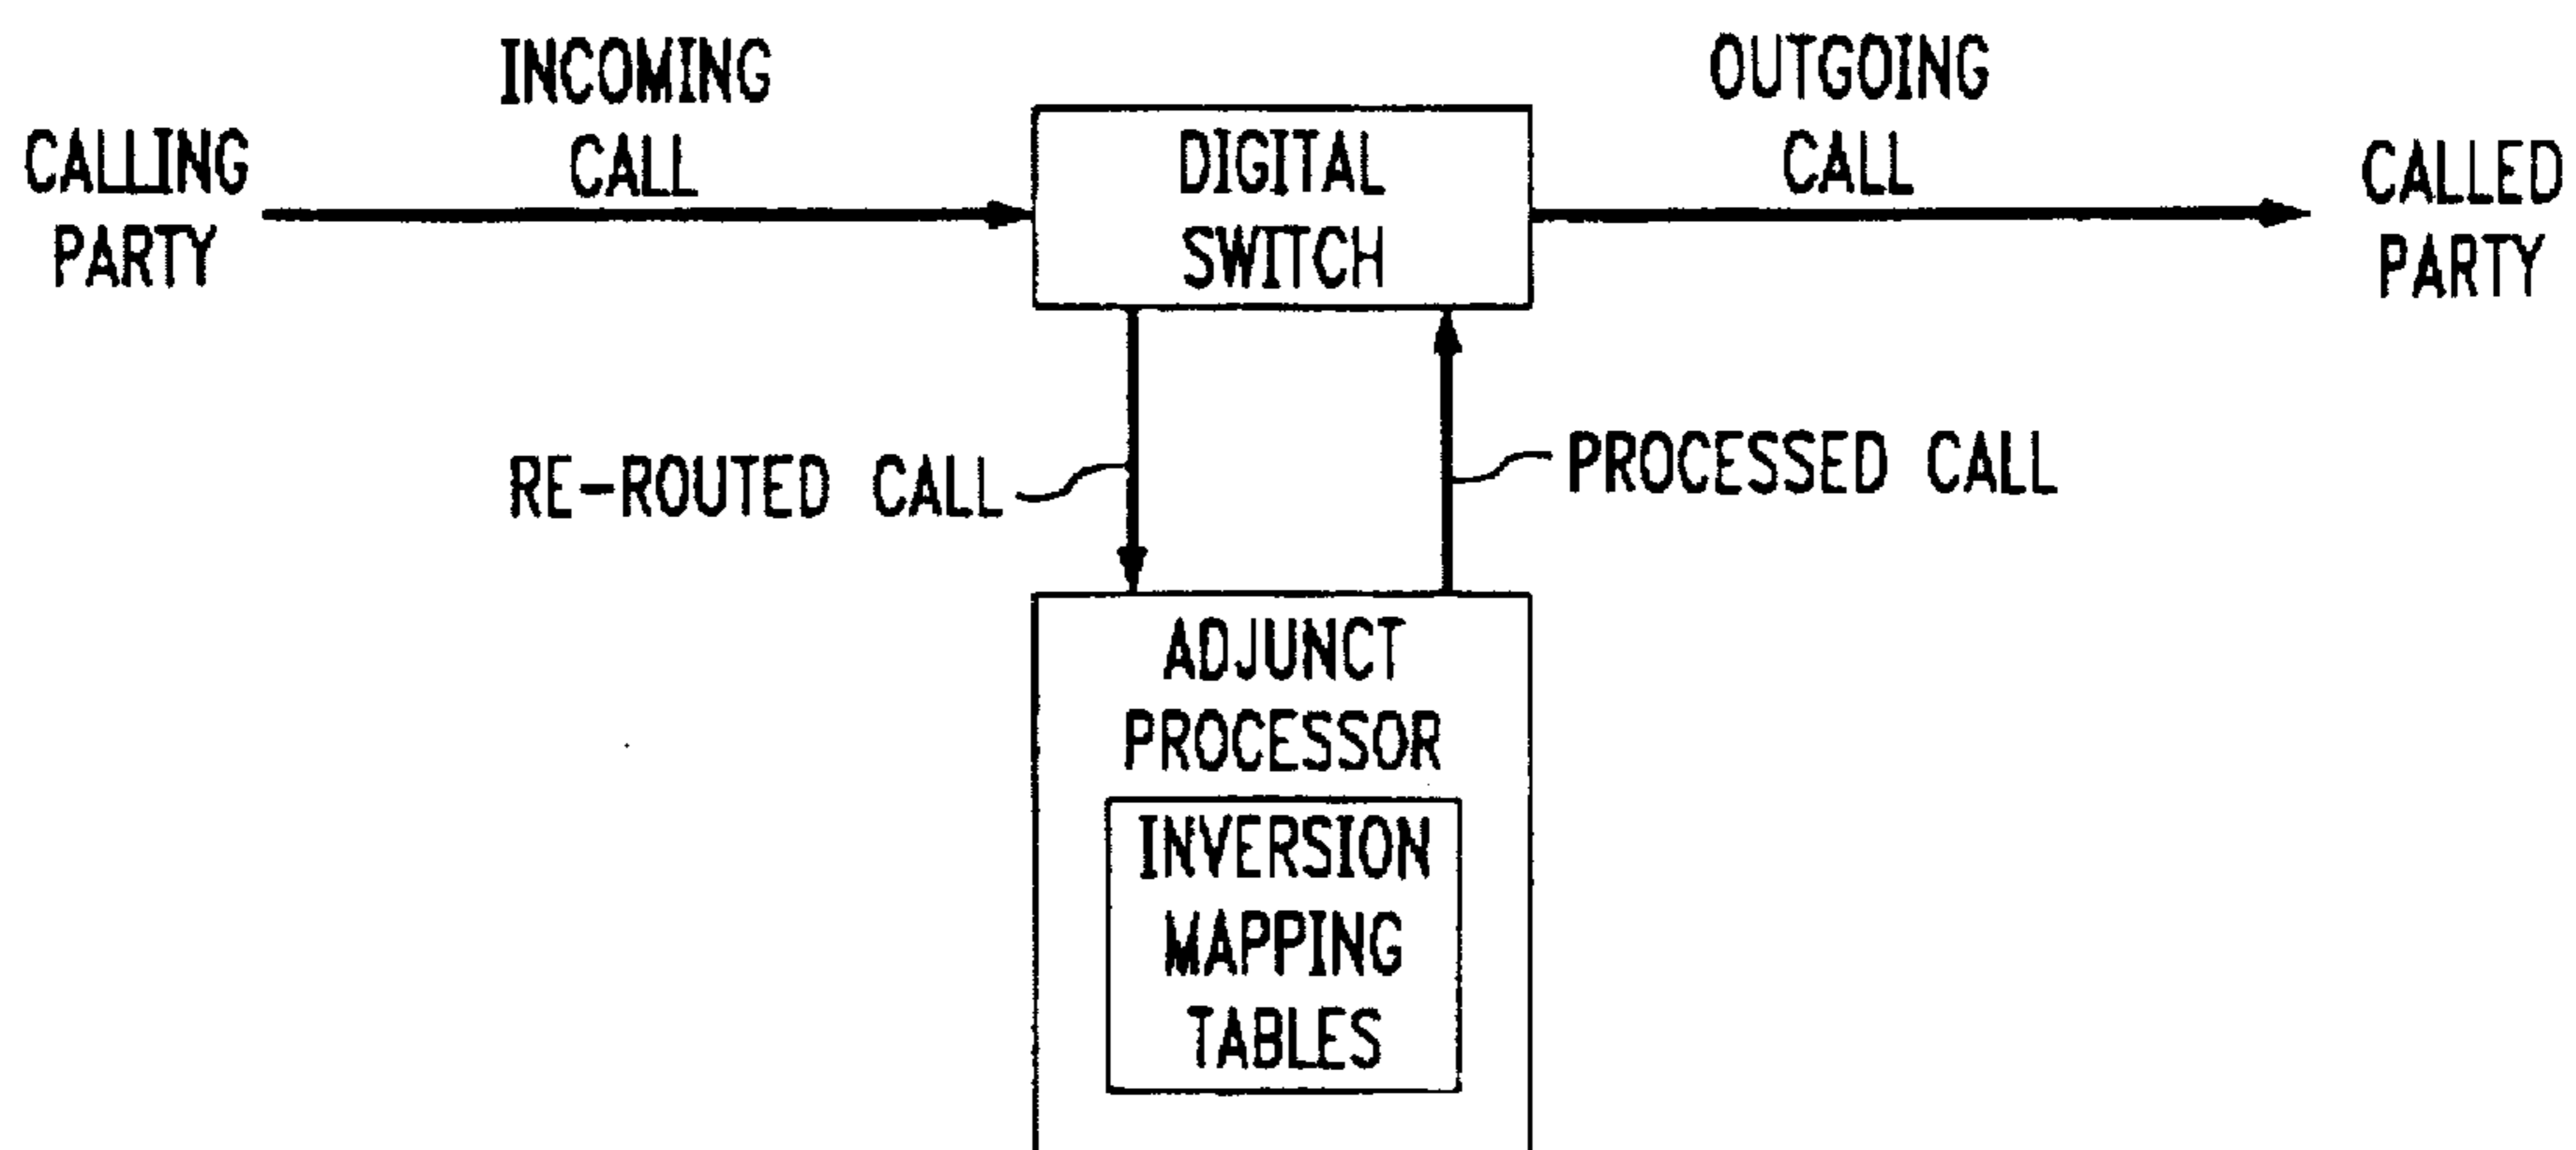 CALLING
PARTY
INCOMING
CALL
DIGITAL
SWITCH
OUTGOING
CALL
CALLED
PARTY
RE-ROUTED CALL
PROCESSED CALL
ADJUNCT
PROCESSOR
INVERSION
MAPPING
TABLES